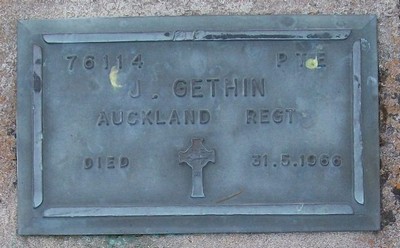 76114 PTE
J. GETHIN
AUCKLAND REGT
DIED 31.5.1966